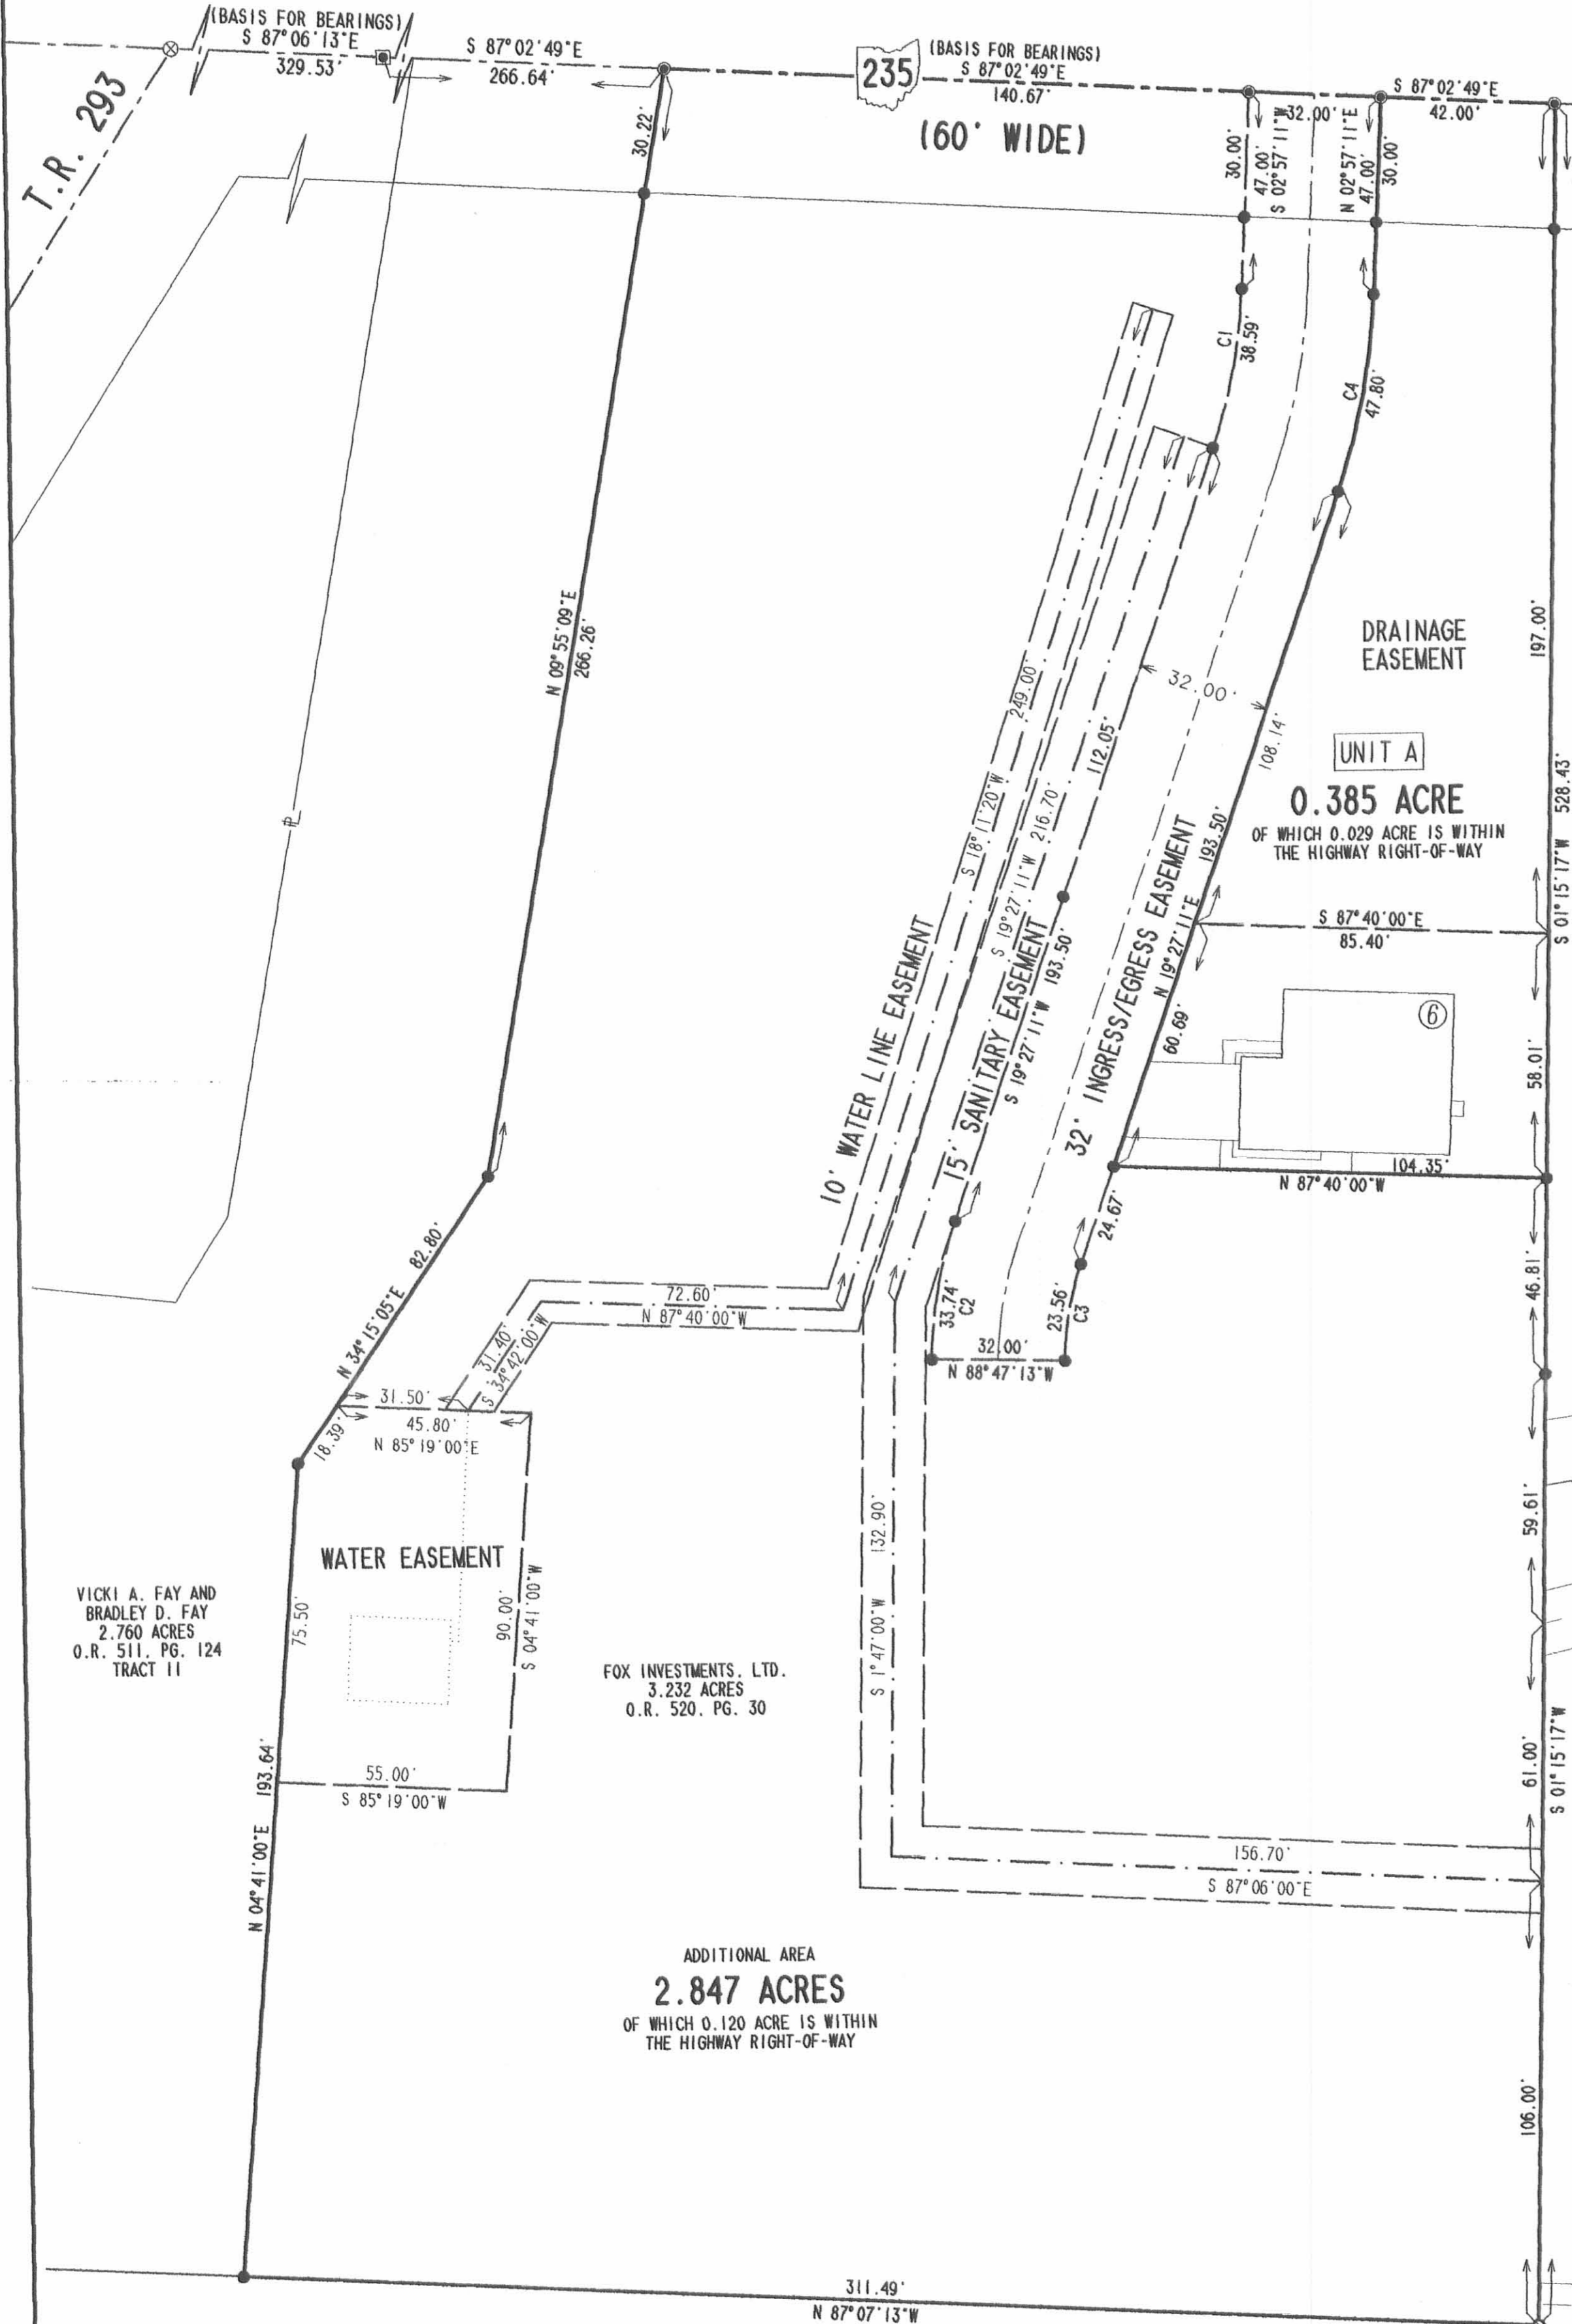 (BASIS FOR BEARINGS)
S 87°06'13"E
329.53'
S 87°02'49"E
266.64'
235
(BASIS FOR BEARINGS)
S 87°02'49"E
140.67'
(60' WIDE)
32.00'
S 87°02'49"E
42.00'
T.R. 293
30.22'
30.00'
47.00'
S 02°57'11"W
N 02°57'11"E
47.00'
30.00'
C1
38.59'
C4
47.80'
N 09°55'09"E
266.26'
DRAINAGE
EASEMENT
197.00'
32.00'
249.00'
S 18°11'20"W
112.05'
108.14'
UNIT A
0.385 ACRE
OF WHICH 0.029 ACRE IS WITHIN
THE HIGHWAY RIGHT-OF-WAY
S 01°15'17"W 528.43'
S 19°27'11"W 216.70'
N 19°27'11"E 193.50'
S 87°40'00"E
85.40'
10' WATER LINE EASEMENT
15' SANITARY EASEMENT
S 19°27'11"W 193.50'
32' INGRESS/EGRESS EASEMENT
60.69'
6
58.01'
104.35'
N 87°40'00"W
24.67'
46.81'
P
N 34°15'05"E 82.80'
72.60'
N 87°40'00"W
31.40'
S 34°42'00"W
33.74'
C2
23.56'
C3
32.00'
N 88°47'13"W
31.50'
45.80'
N 85°19'00"E
18.39'
59.61'
132.90'
S 1°47'00"W
WATER EASEMENT
VICKI A. FAY AND
BRADLEY D. FAY
2.760 ACRES
O.R. 511, PG. 124
TRACT II
75.50'
90.00'
S 04°41'00"W
FOX INVESTMENTS, LTD.
3.232 ACRES
O.R. 520, PG. 30
61.00'
S 01°15'17"W
55.00'
S 85°19'00"W
N 04°41'00"E 193.64'
156.70'
S 87°06'00"E
ADDITIONAL AREA
2.847 ACRES
OF WHICH 0.120 ACRE IS WITHIN
THE HIGHWAY RIGHT-OF-WAY
106.00'
311.49'
N 87°07'13"W